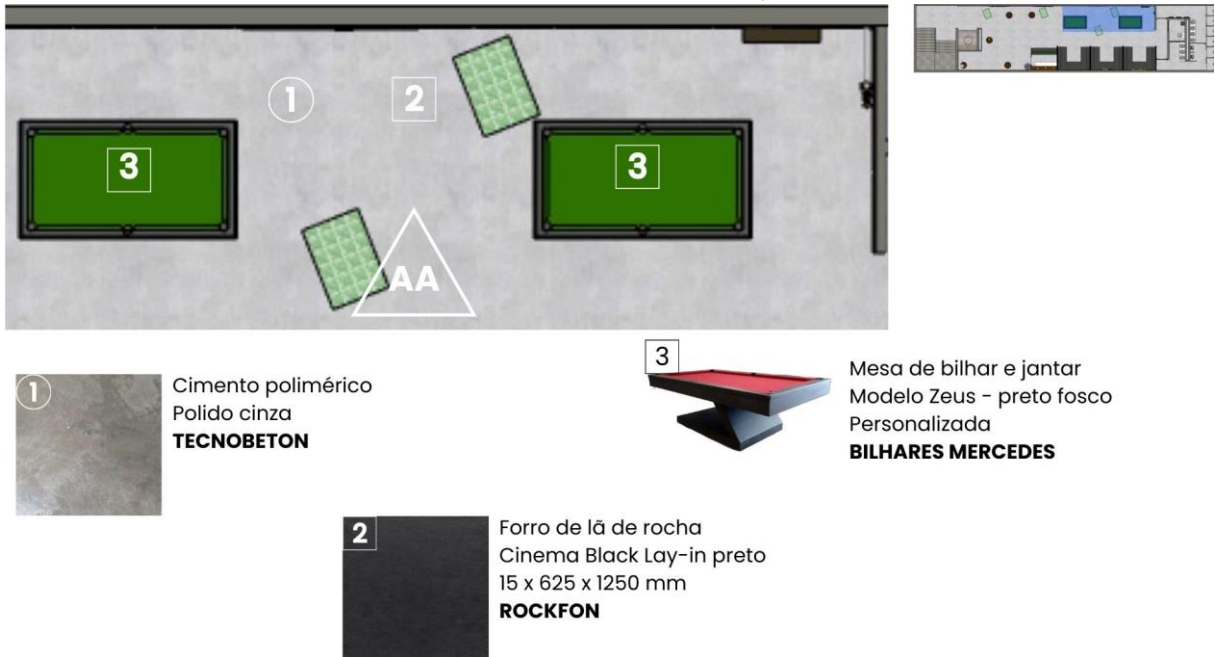 1
2
3
3
AA
1
Cimento polimérico
Polido cinza
TECNOBETON
3
Mesa de bilhar e jantar
Modelo Zeus - preto fosco
Personalizada
BILHARES MERCEDES
2
Forro de lã de rocha
Cinema Black Lay-in preto
15 x 625 x 1250 mm
ROCKFON